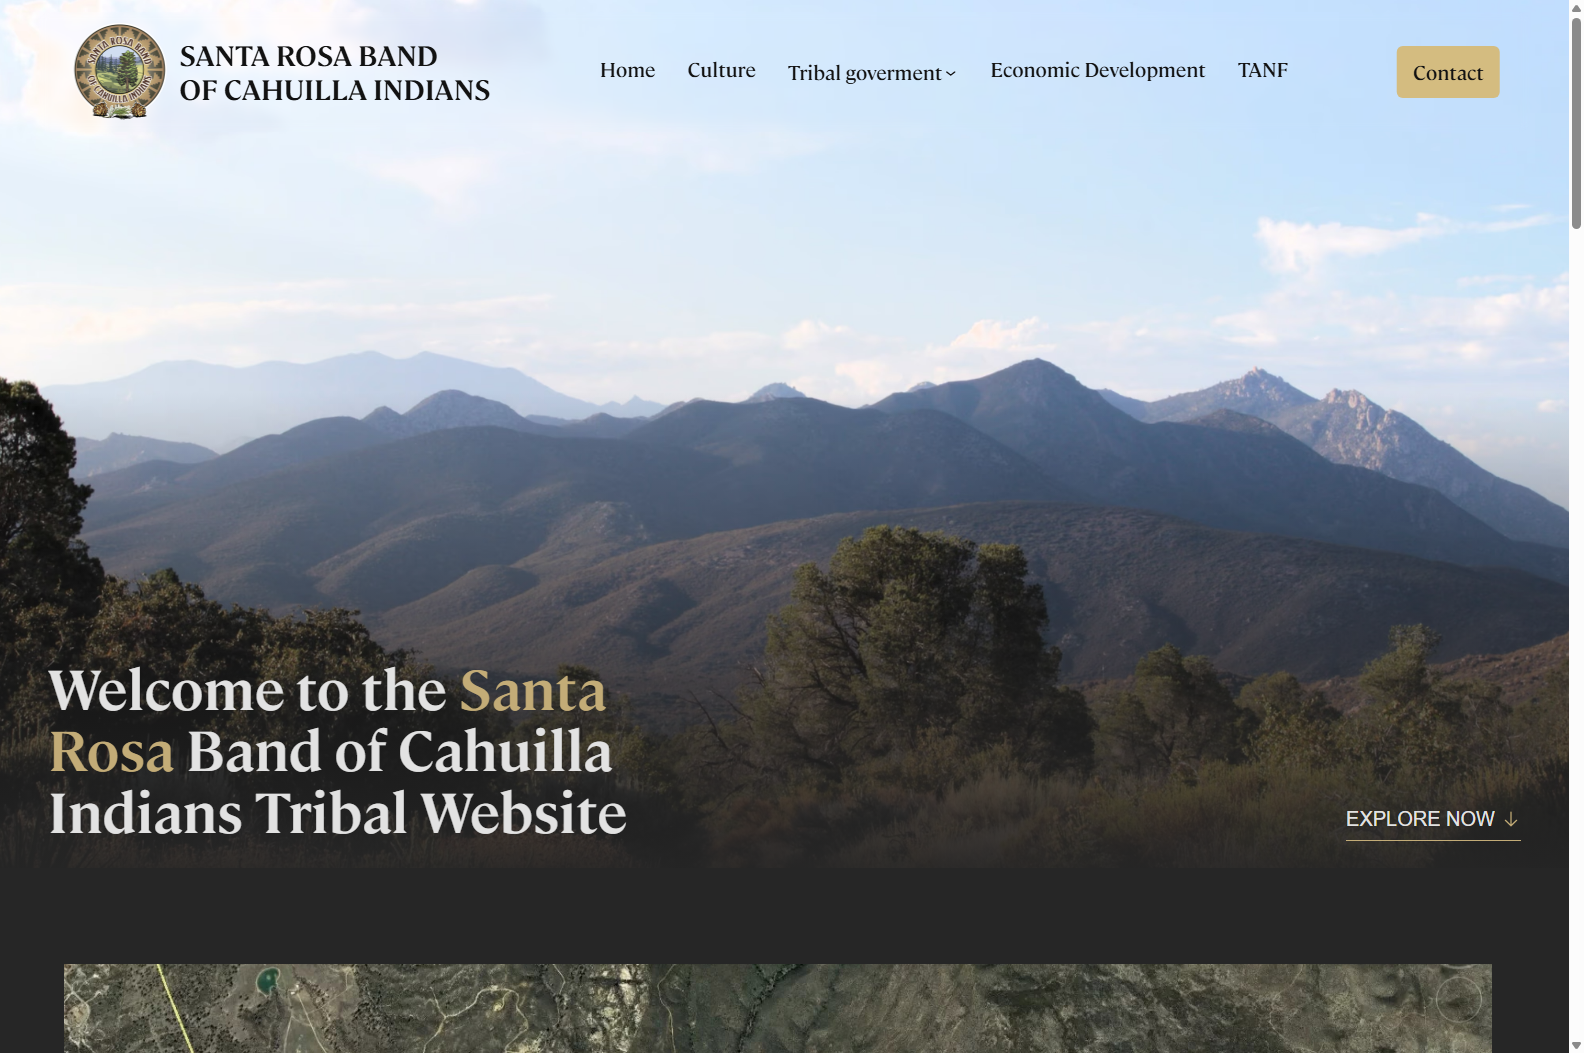 SANTA ROSA BAND
OF CAHUILLA INDIANS
SANTA ROSA BAND
OF CAHUILLA INDIANS
Home
Culture
Tribal goverment
Economic Development
TANF
Contact
Welcome to the Santa
Rosa Band of Cahuilla
Indians Tribal Website
EXPLORE NOW